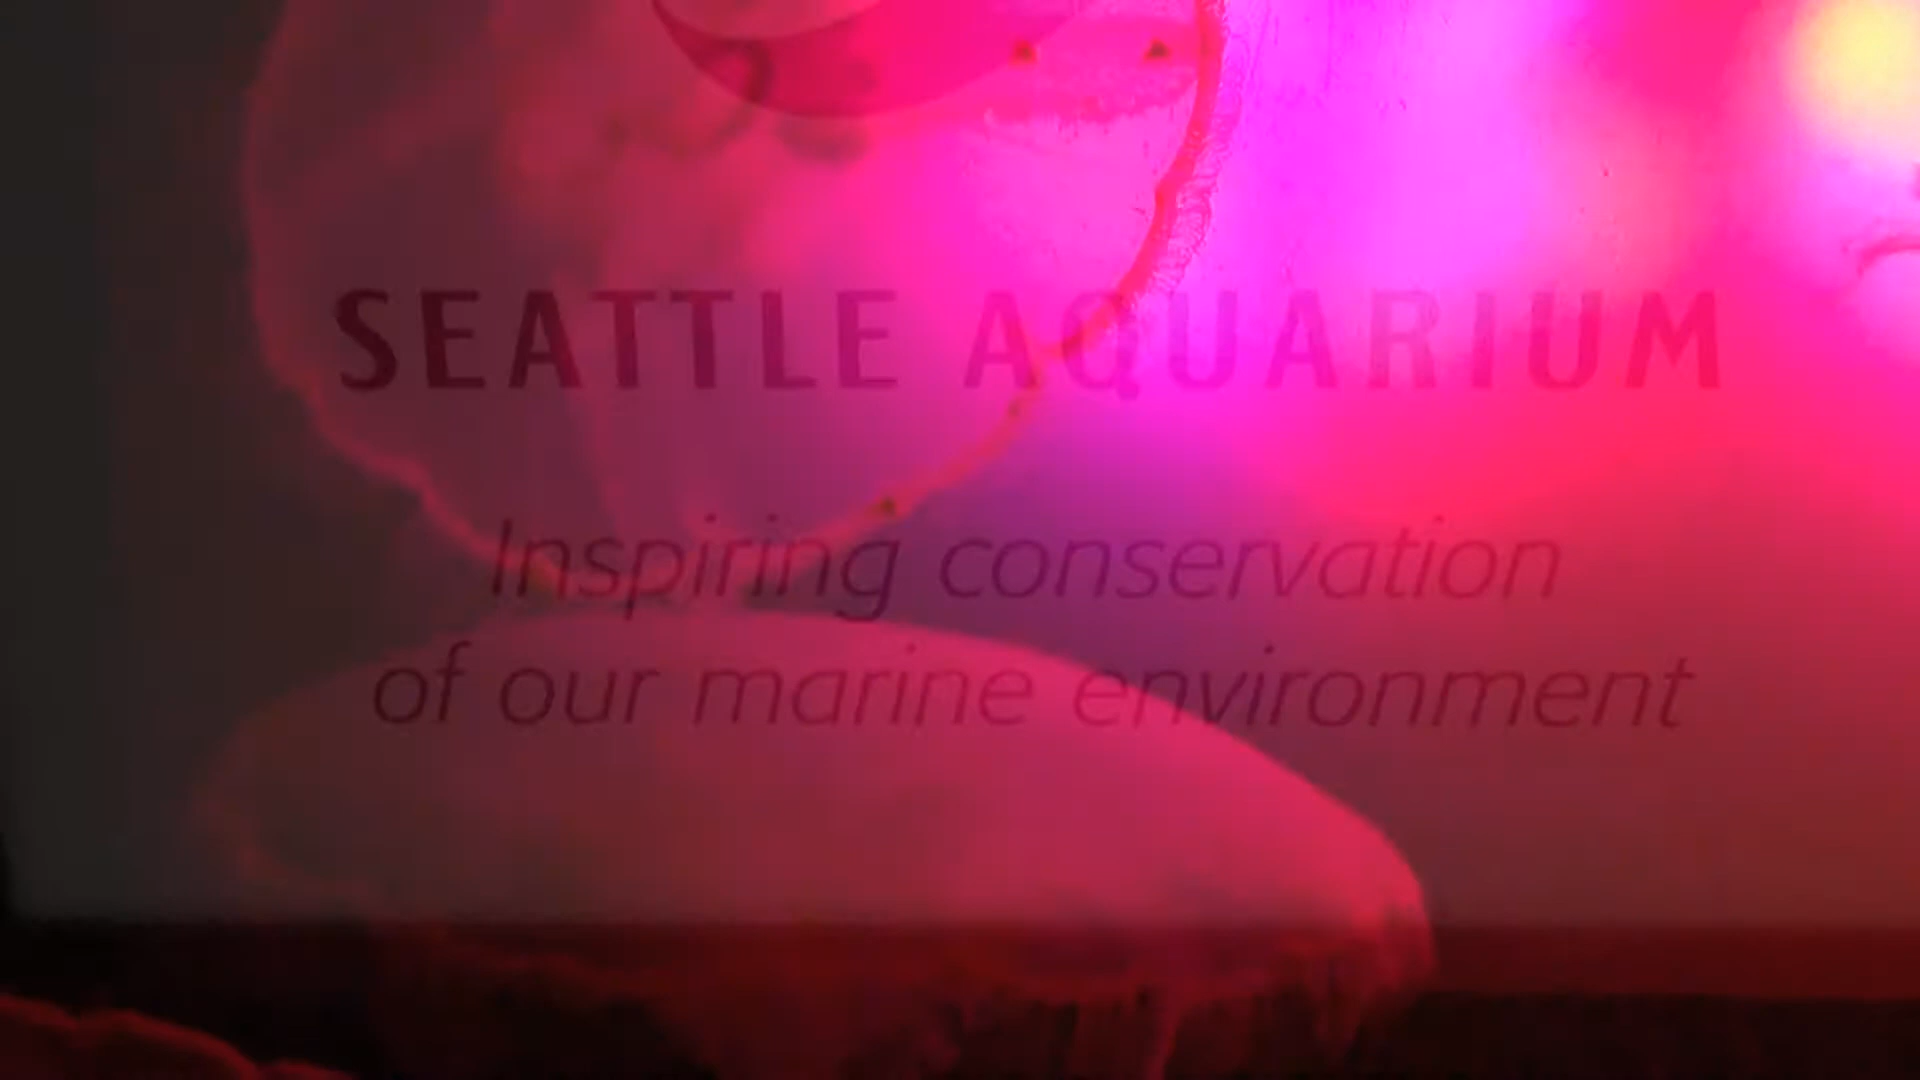 SEATTLE AQUARIUM
Inspiring conservation
of our marine environment